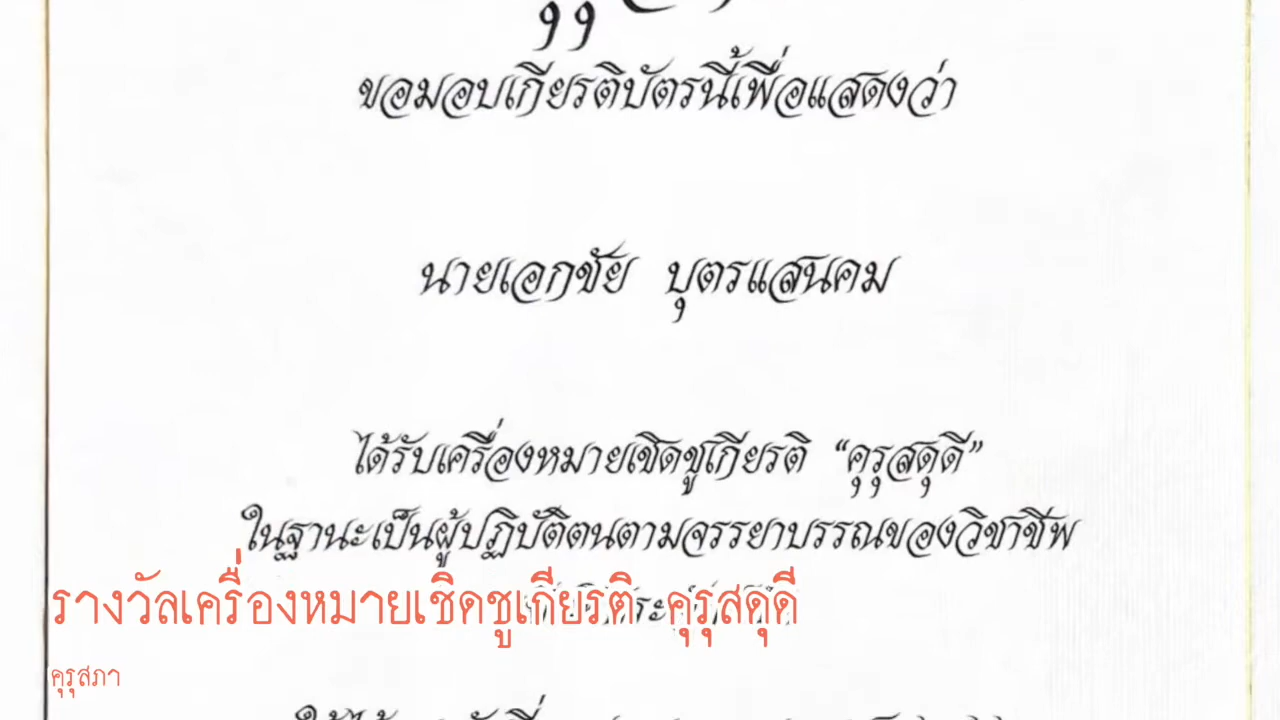 ขอมอบเกียรติบัตรนี้เพื่อแสดงว่า
นายเอกชัย บุตรแสนคม
ได้รับเครื่องหมายเชิดชูเกียรติ “คุรุสดุดี”
ในฐานะเป็นผู้ปฏิบัติตนตามจรรยาบรรณของวิชาชีพ
รางวัลเครื่องหมายเชิดชูเกียรติ คุรุสดุดี
คุรุสภา